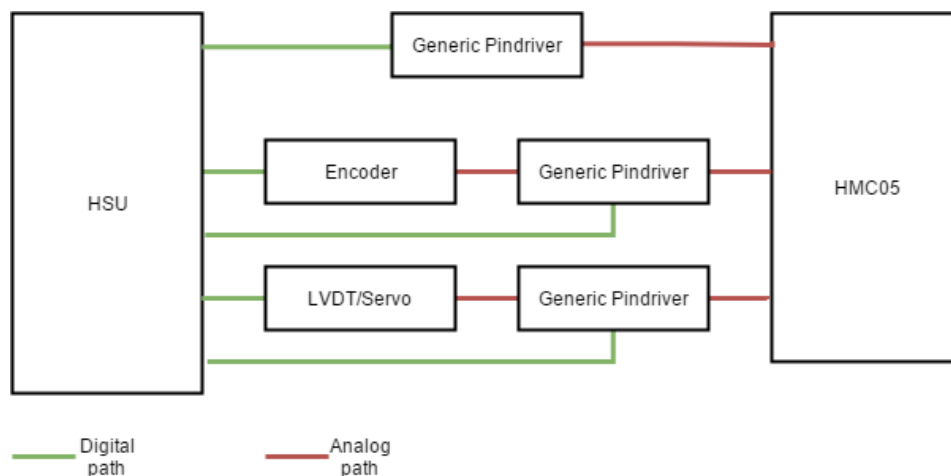 Generic Pindriver
HSU
Encoder
Generic Pindriver
HMC05
LVDT/Servo
Generic Pindriver
Digital
path
Analog
path